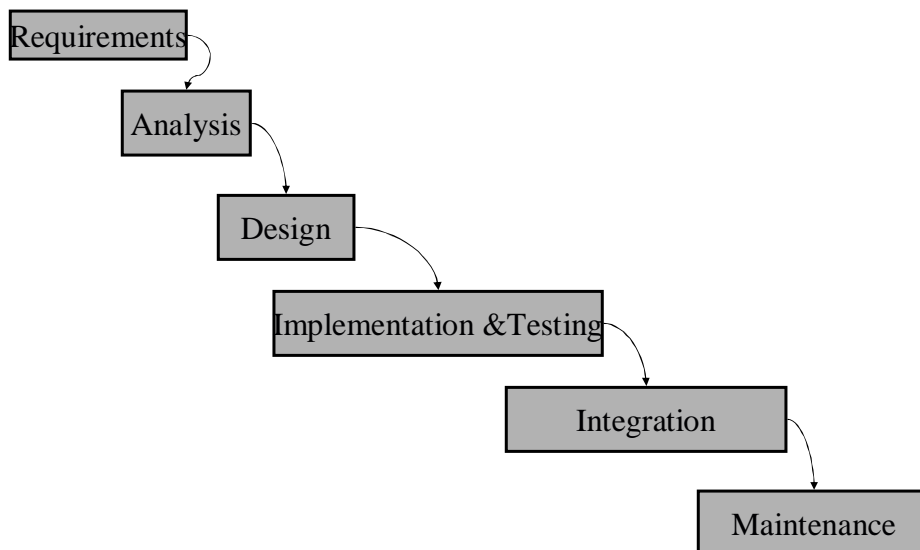 Requirements
Analysis
Design
Implementation &Testing
Integration
Maintenance